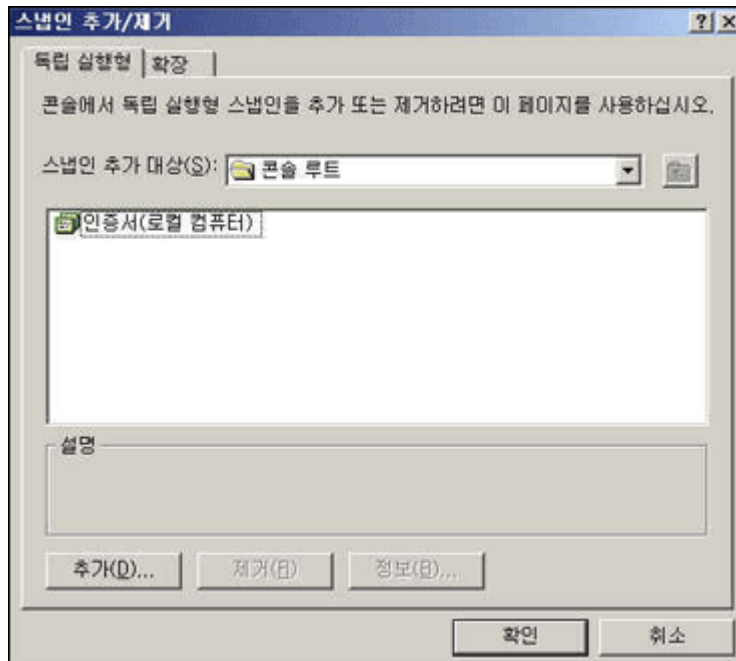 스냅인 추가/제거
독립 실행형 확장
콘솔에서 독립 실행형 스냅인을 추가 또는 제거하려면 이 페이지를 사용하십시오.
스냅인 추가 대상(S): 콘솔 루트
인증서(로컬 컴퓨터)
설명
추가(D)... 제거(R) 정보(B)...
확인 취소